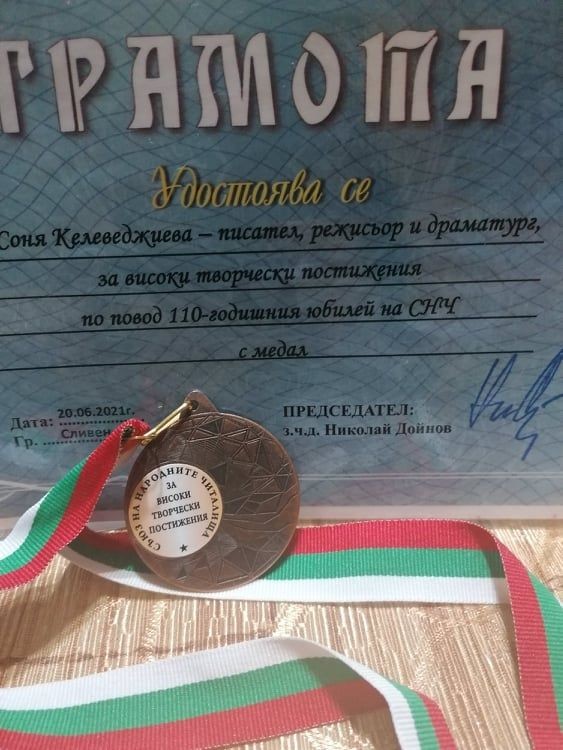 ГРАМОТА
Удостоява се
Соня Келеведжиева – писател, режисьор и драматург,
за високи творчески постижения
по повод 110-годишния юбилей на СНЧ
с медал
Дата: 20.06.2021г.
Гр. Сливен
ПРЕДСЕДАТЕЛ:
з.ч.д. Николай Дойнов
СЪЮЗ НА НАРОДНИТЕ ЧИТАЛИЩА
ЗА
ВИСОКИ
ТВОРЧЕСКИ
ПОСТИЖЕНИЯ